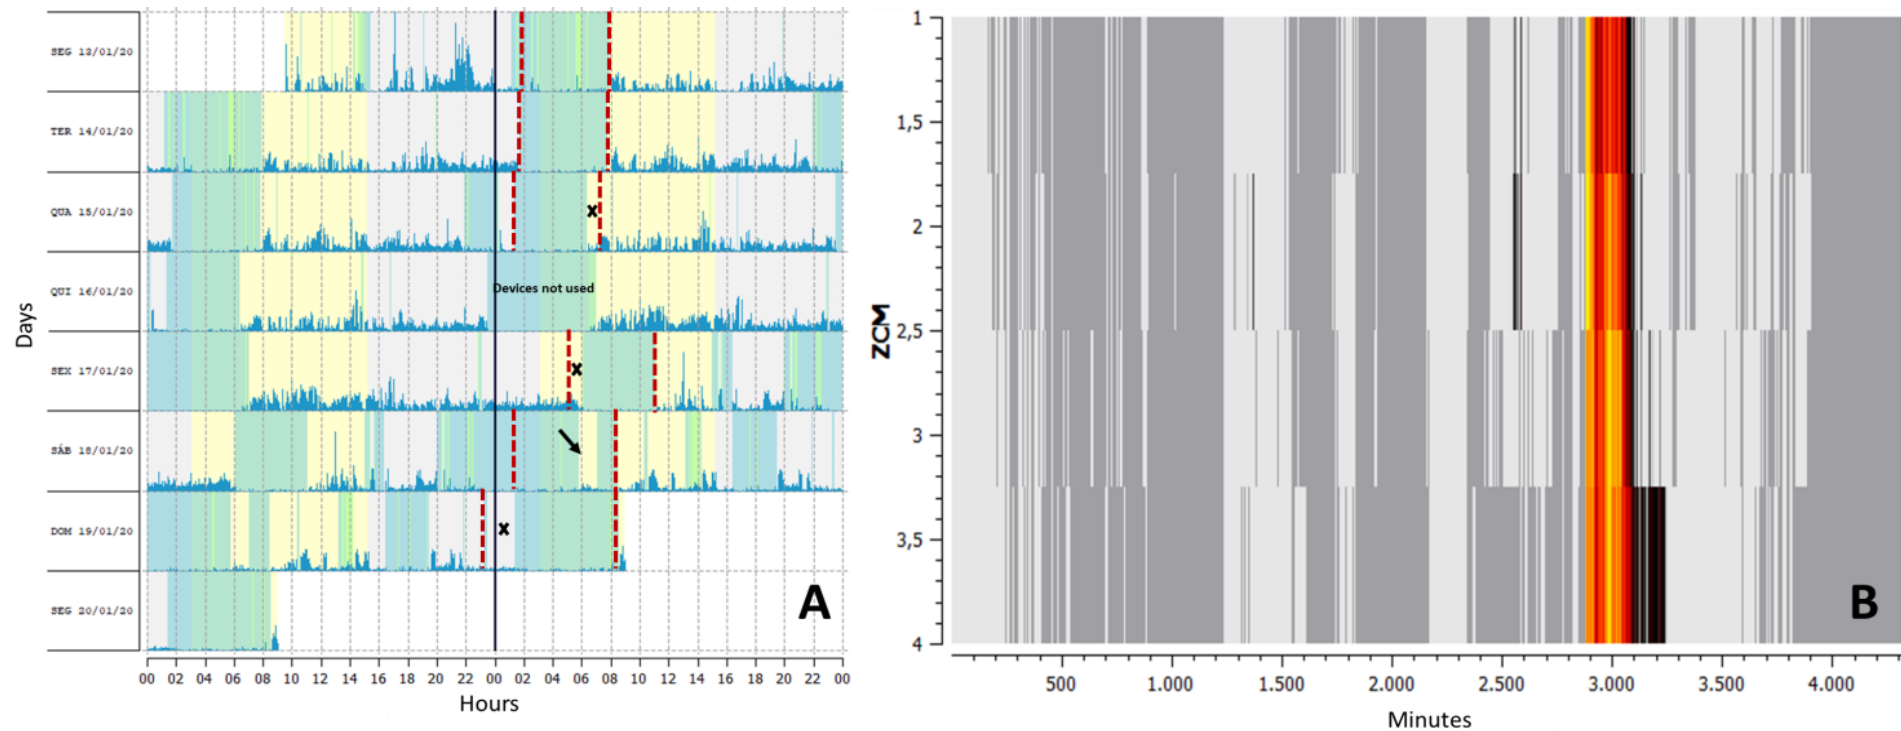 SEG 13/01/20
TER 14/01/20
QUA 15/01/20
QUI 16/01/20
Devices not used
SEX 17/01/20
SÁB 18/01/20
DOM 19/01/20
SEG 20/01/20
Days
A
00 02 04 06 08 10 12 14 16 18 20 22 00 02 04 06 08 10 12 14 16 18 20 22 00
Hours
1
1,5
2
2,5
3
3,5
4
ZCM
B
500 1.000 1.500 2.000 2.500 3.000 3.500 4.000
Minutes